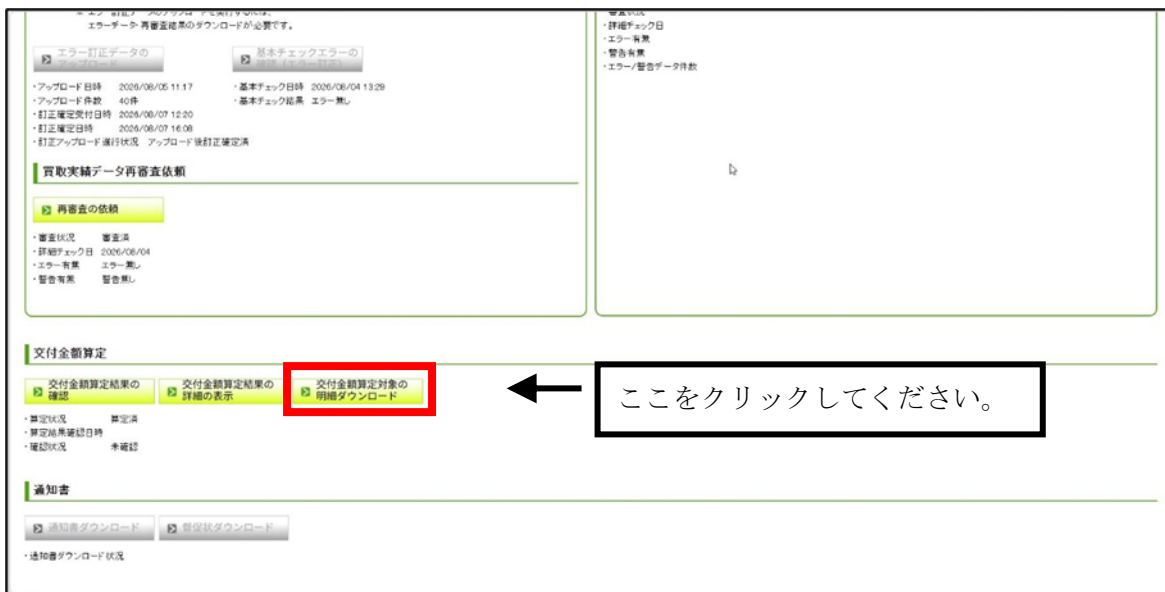 エラーデータ・再審査結果のダウンロードが必要です。
エラー訂正データの
アップロード
基本チェックエラーの
確認（エラー訂正）
・アップロード日時 2026/08/05 11:17
・アップロード件数 40件
・訂正確定受付日時 2026/08/07 12:20
・訂正確定日時 2026/08/07 16:08
・訂正アップロード進行状況 アップロード後訂正確定済
・基本チェック日時 2026/08/04 13:29
・基本チェック結果 エラー無し
買取実績データ再審査依頼
再審査の依頼
・審査状況 審査済
・詳細チェック日 2026/08/04
・エラー有無 エラー無し
・警告有無 警告無し
・審査状況
・詳細チェック日
・エラー有無
・警告有無
・エラー/警告データ件数
交付金額算定
交付金額算定結果の
確認
交付金額算定結果の
詳細の表示
交付金額算定対象の
明細ダウンロード
ここをクリックしてください。
・算定状況 算定済
・算定結果確認日時
・確認状況 未確認
通知書
通知書ダウンロード
督促状ダウンロード
・通知書ダウンロード状況